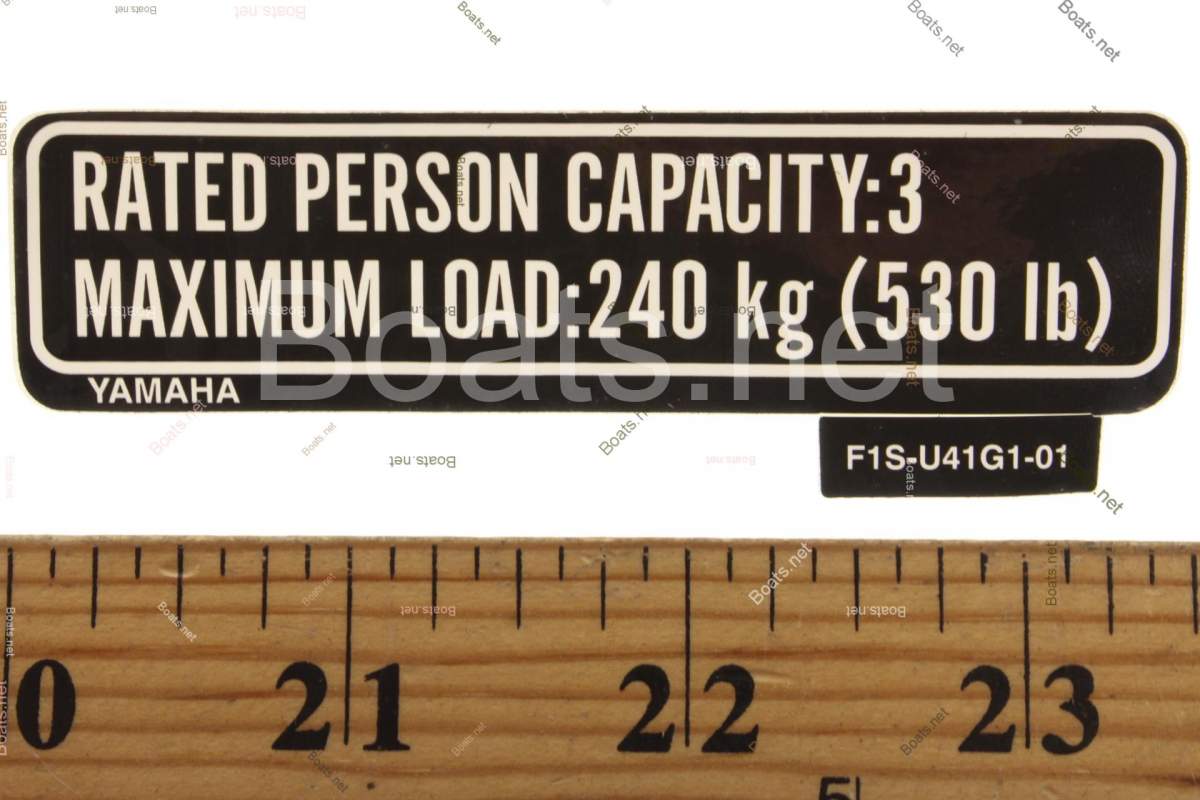 RATED PERSON CAPACITY:3
MAXIMUM LOAD:240 kg (530 lb)
YAMAHA
Boats.net
F1S-U41G1-01
0 21 22 23
5